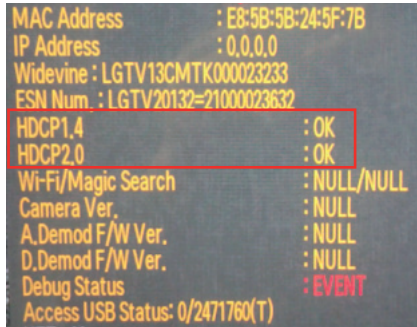 MAC Address : E8:5B:5B:24:5F:7B
IP Address : 0.0.0.0
Widevine : LGTV13CMTK000023233
ESN Num. : LGTV20132=21000023632
HDCP1.4 : OK
HDCP2.0 : OK
Wi-Fi/Magic Search : NULL/NULL
Camera Ver. : NULL
A.Demod F/W Ver. : NULL
D.Demod F/W Ver. : NULL
Debug Status : EVENT
Access USB Status: 0/2471760(T)